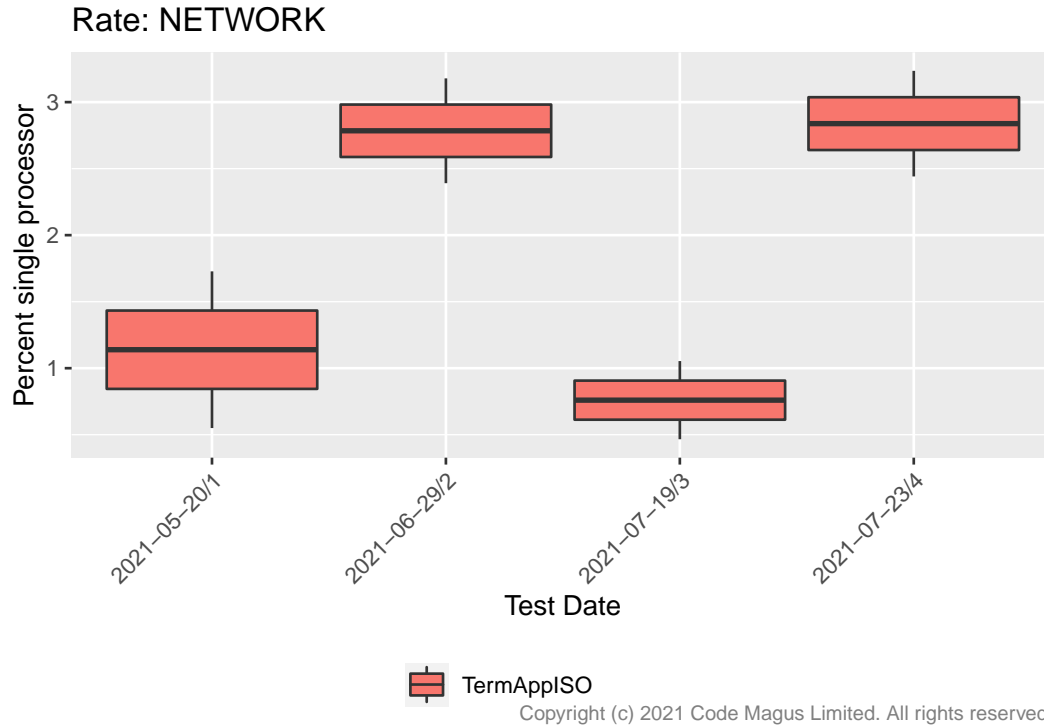 Rate: NETWORK
Percent single processor
3
2
1
2021−05−20/1
2021−06−29/2
2021−07−19/3
2021−07−23/4
Test Date
TermAppISO
Copyright (c) 2021 Code Magus Limited. All rights reserved